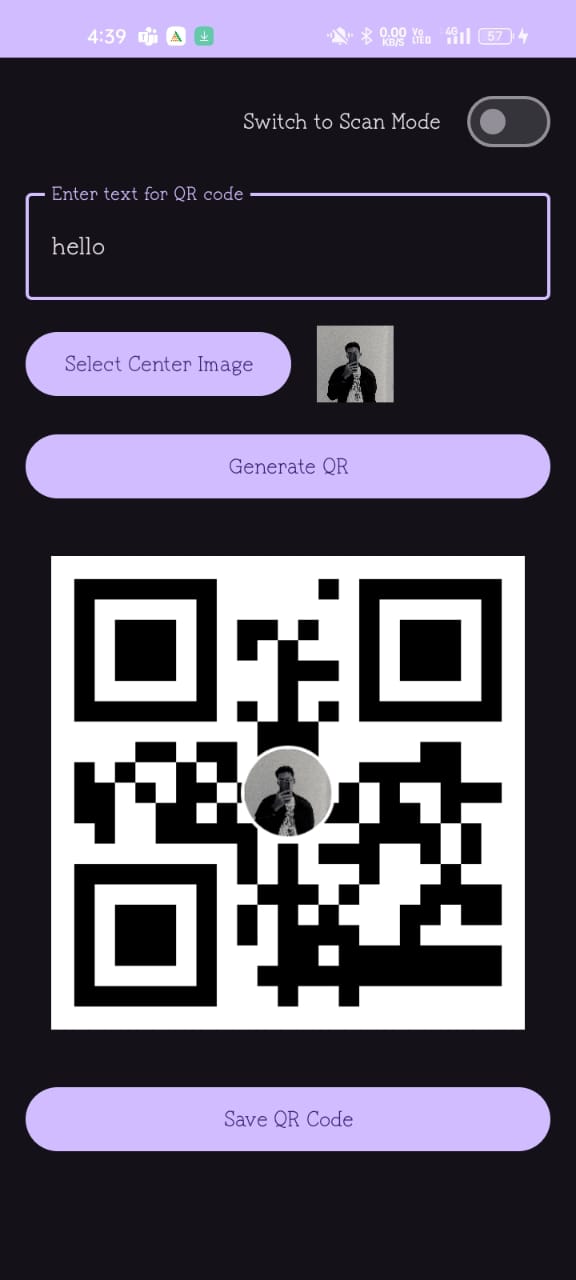 4:39 0.00 KB/S Vo LTED 4G 57
Switch to Scan Mode
Enter text for QR code
hello
Select Center Image
Generate QR
Save QR Code